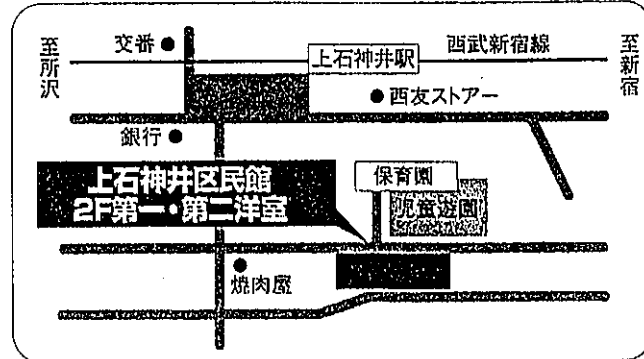 至所沢
交番
上石神井駅
西武新宿線
至新宿
西友ストアー
銀行
上石神井区民館
2F第一・第二洋室
保育園
児童遊園
焼肉屋